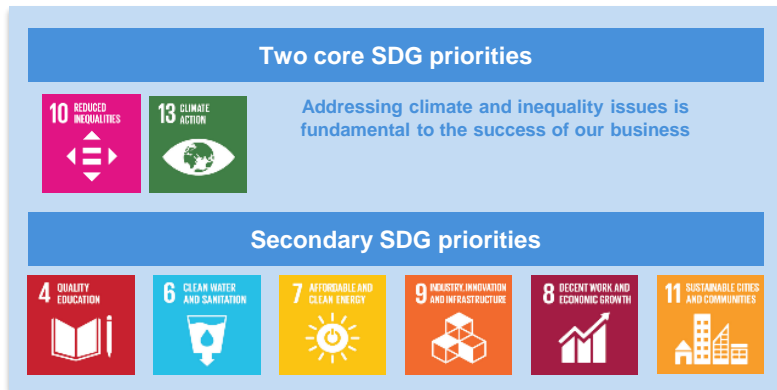 Two core SDG priorities
10 REDUCED
INEQUALITIES
13 CLIMATE
ACTION
Addressing climate and inequality issues is
fundamental to the success of our business
Secondary SDG priorities
4 QUALITY
EDUCATION
6 CLEAN WATER
AND SANITATION
7 AFFORDABLE AND
CLEAN ENERGY
9 INDUSTRY, INNOVATION
AND INFRASTRUCTURE
8 DECENT WORK AND
ECONOMIC GROWTH
11 SUSTAINABLE CITIES
AND COMMUNITIES